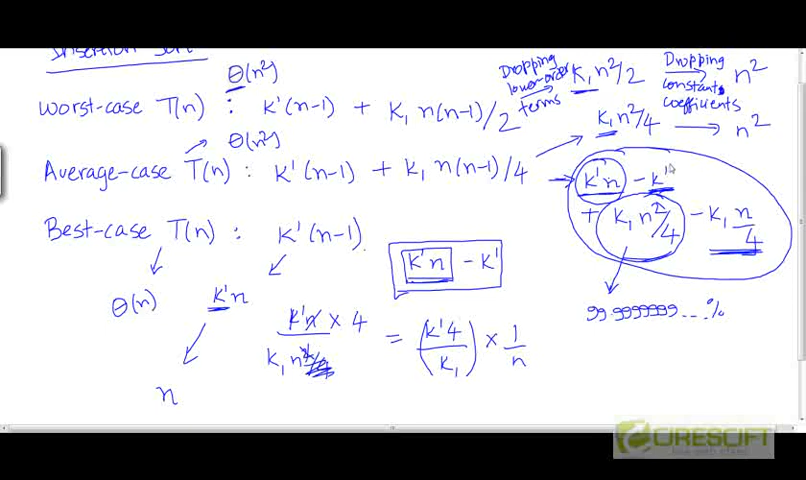 Insertion Sort
Θ(n²)
Worst-case T(n) : k'(n-1) + k₁ n(n-1)/2
Dropping lower-order terms
k₁ n²/2
Dropping constants coefficients
n²
k₁ n²/4 → n²
Θ(n²)
Average-case T(n) : k'(n-1) + k₁ n(n-1)/4
k'n - k'
+ k₁ n²/4 - k₁ n/4
99.9999999...%
Best-case T(n) : k'(n-1)
k'n - k'
Θ(n)
k'n
n
k'n × 4 / k₁ n² = (k'4 / k₁) × 1/n